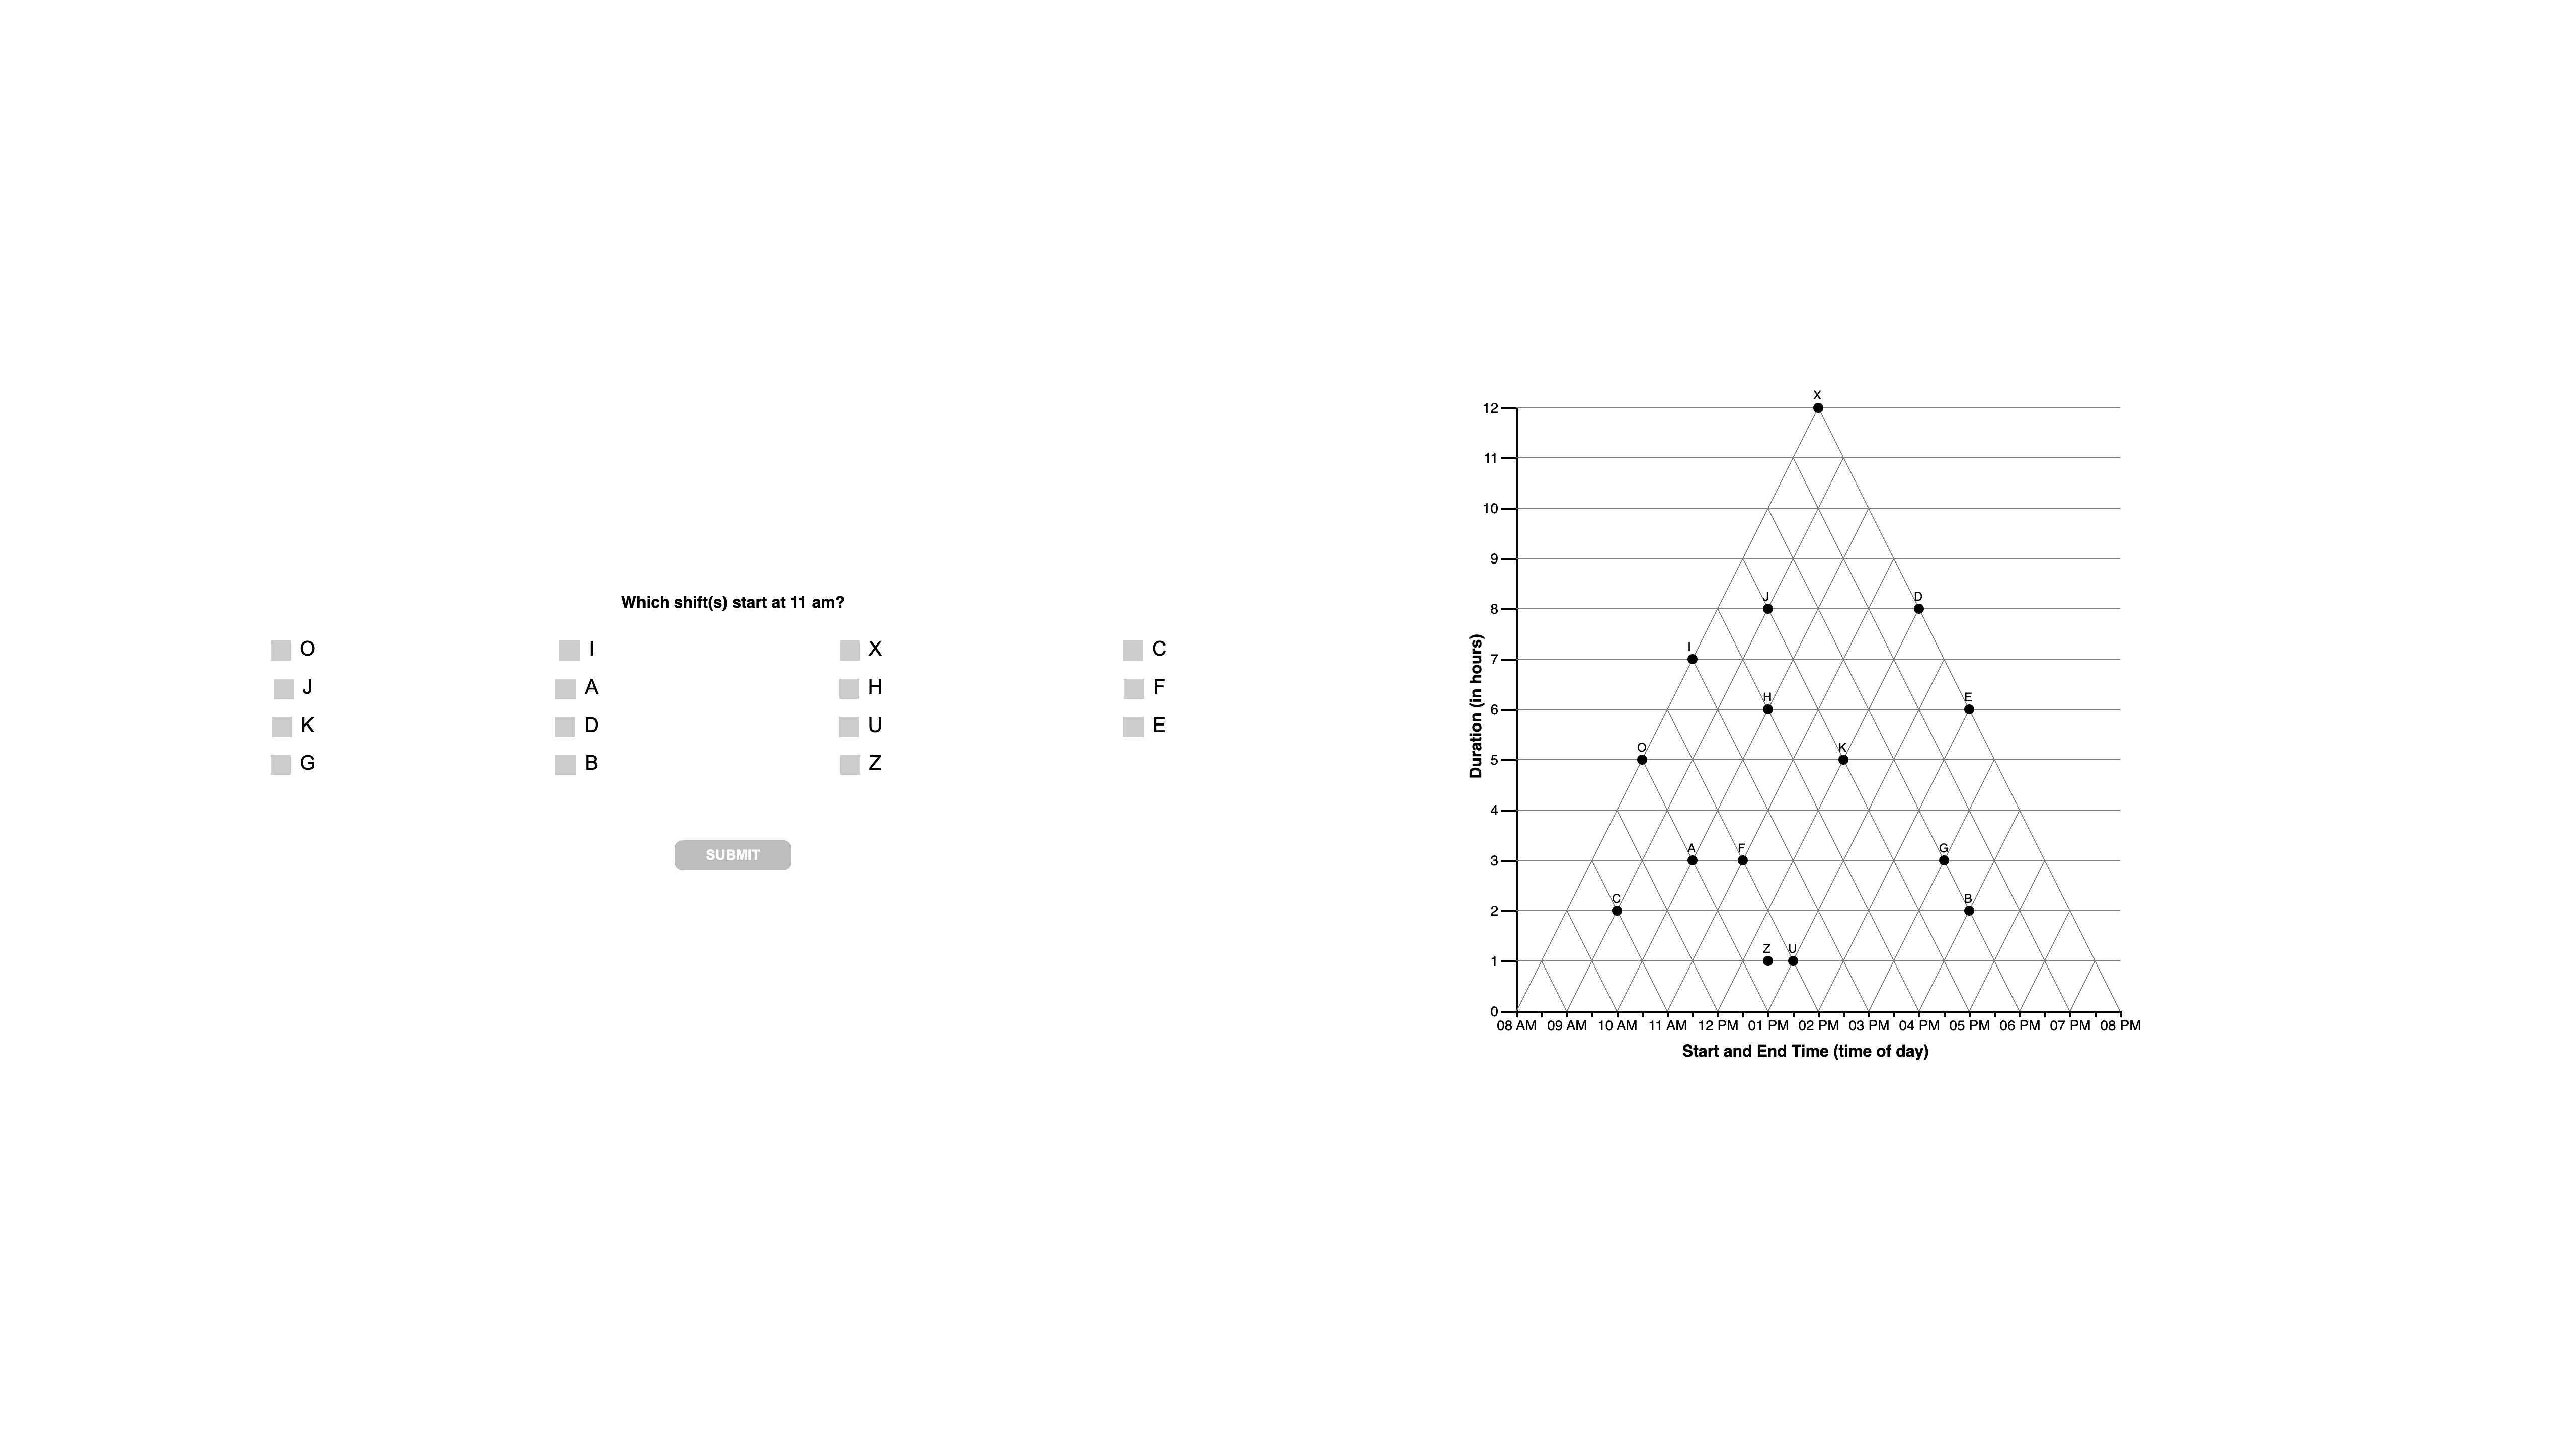 Which shift(s) start at 11 am?
O I X C
J A H F
K D U E
G B Z
SUBMIT
X
12
11
10
9
J D
8
I
7
H E
6
O K
5
4
A F G
3
C B
2
Z U
1
0
08 AM 09 AM 10 AM 11 AM 12 PM 01 PM 02 PM 03 PM 04 PM 05 PM 06 PM 07 PM 08 PM
Duration (in hours)
Start and End Time (time of day)